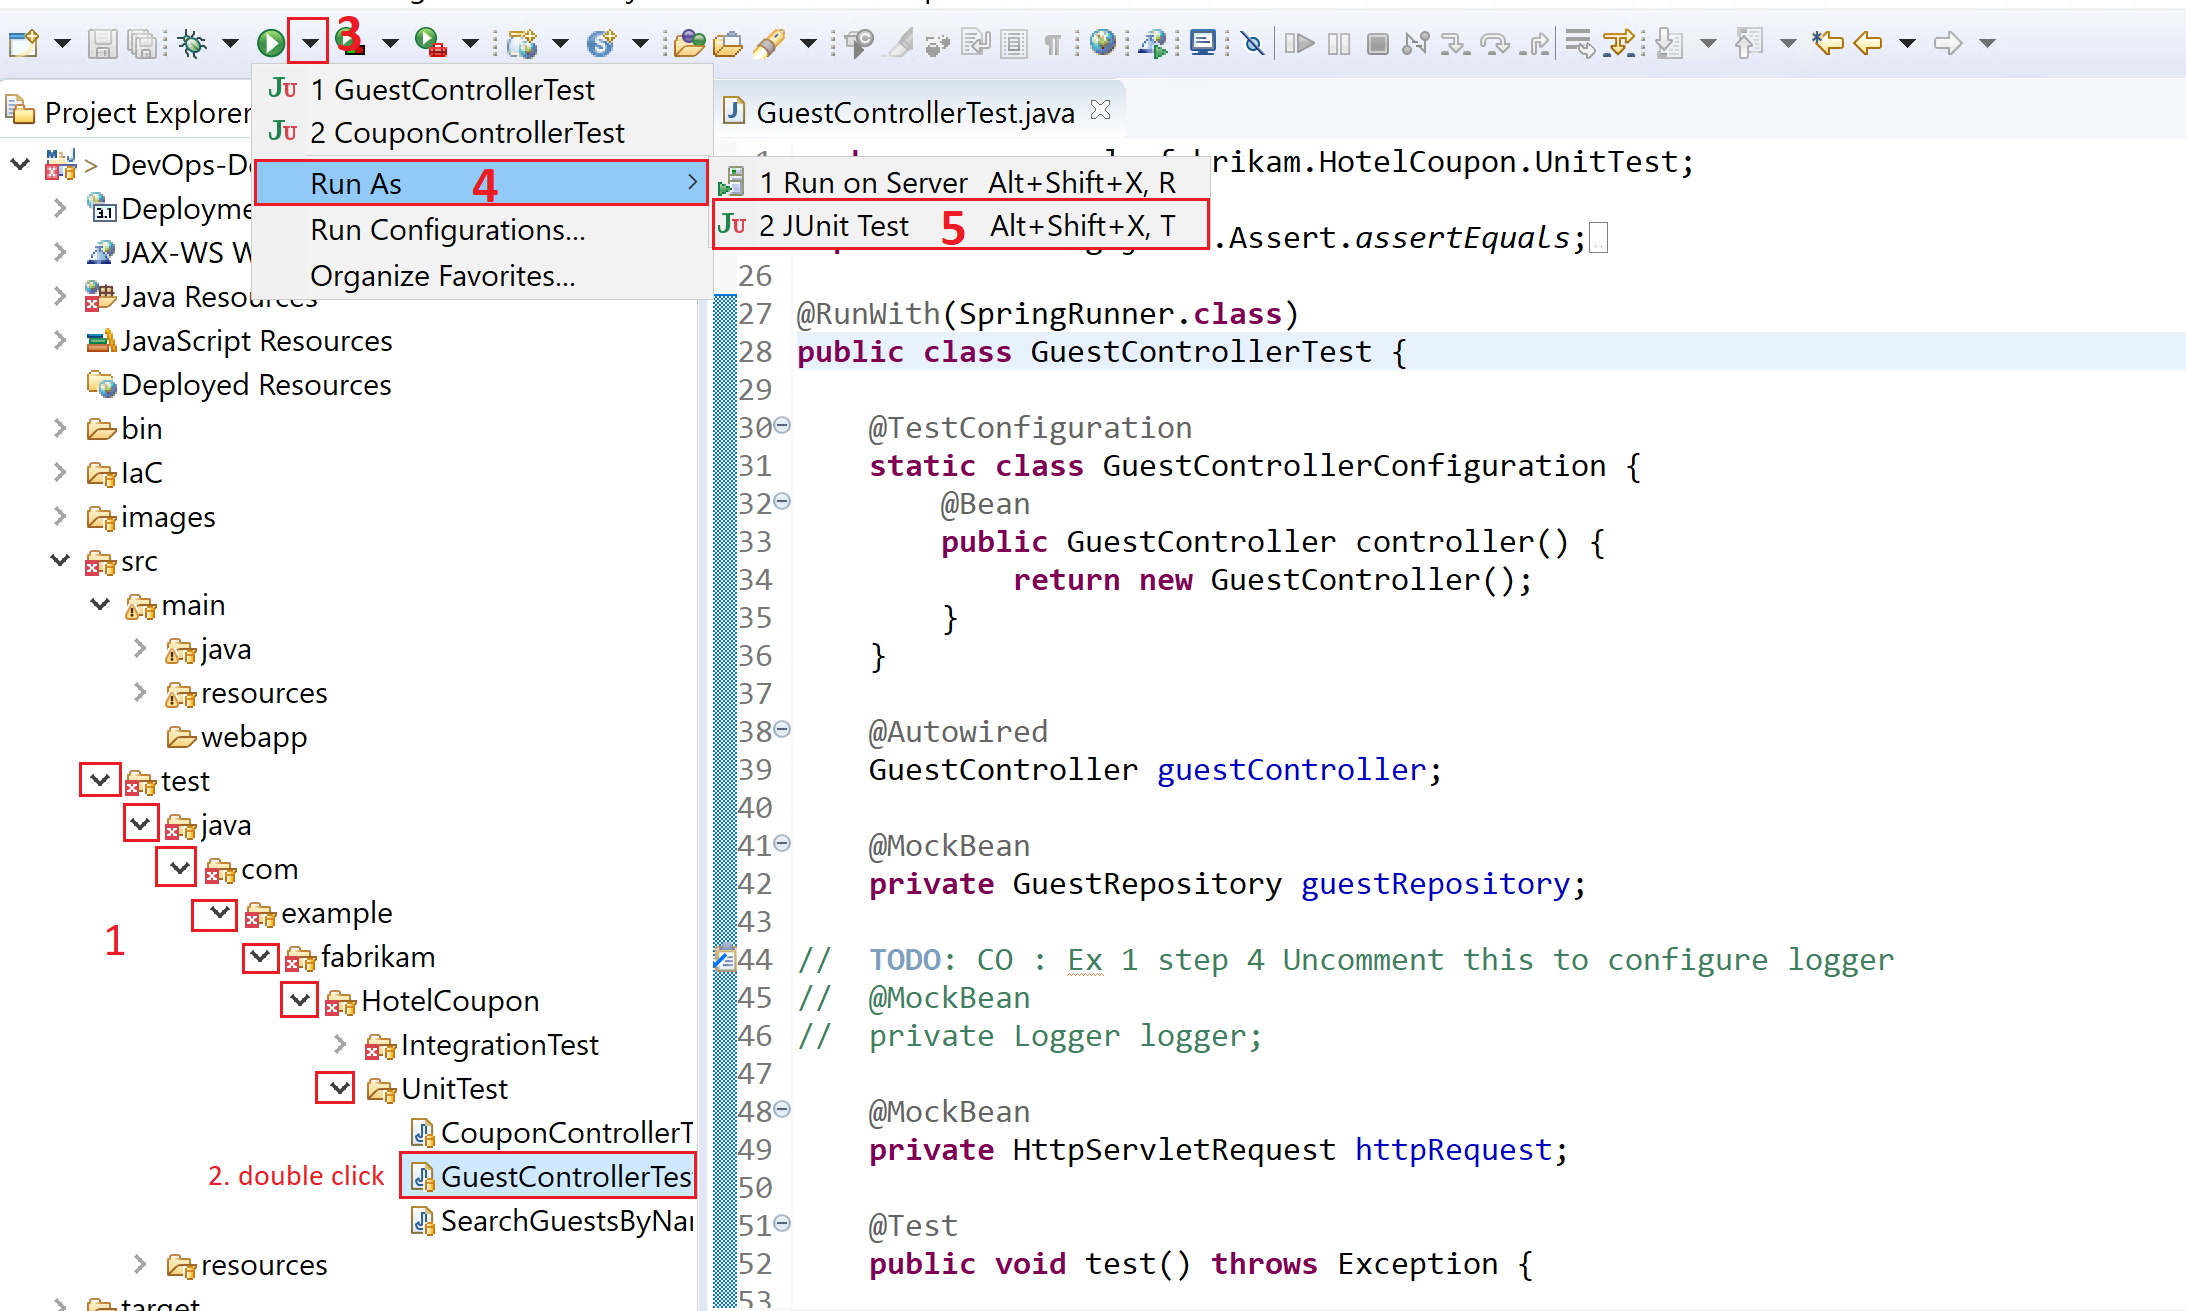 3
1 GuestControllerTest
2 CouponControllerTest
Run As 4
Run Configurations...
Organize Favorites...
1 Run on Server Alt+Shift+X, R
2 JUnit Test 5 Alt+Shift+X, T
Project Explorer
> DevOps-De
Deployme
3.1
JAX-WS W
Java Resources
JavaScript Resources
Deployed Resources
bin
IaC
images
src
main
java
resources
webapp
test
java
com
example
1
fabrikam
HotelCoupon
IntegrationTest
UnitTest
CouponControllerT
2. double click GuestControllerTes
SearchGuestsByNar
resources
target
GuestControllerTest.java
brikam.HotelCoupon.UnitTest;
.Assert.assertEquals;
26
27 @RunWith(SpringRunner.class)
28 public class GuestControllerTest {
29
30 @TestConfiguration
31 static class GuestControllerConfiguration {
32 @Bean
33 public GuestController controller() {
34 return new GuestController();
35 }
36 }
37
38 @Autowired
39 GuestController guestController;
40
41 @MockBean
42 private GuestRepository guestRepository;
43
44 // TODO: CO : Ex 1 step 4 Uncomment this to configure logger
45 // @MockBean
46 // private Logger logger;
47
48 @MockBean
49 private HttpServletRequest httpRequest;
50
51 @Test
52 public void test() throws Exception {
53